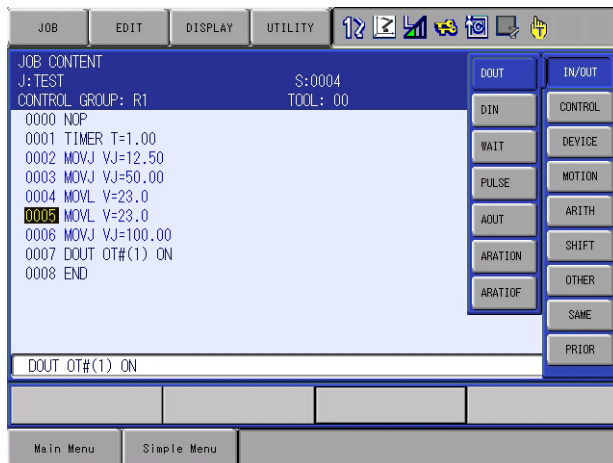 JOB EDIT DISPLAY UTILITY
JOB CONTENT
J:TEST S:0004
CONTROL GROUP: R1 TOOL: 00
0000 NOP
0001 TIMER T=1.00
0002 MOVJ VJ=12.50
0003 MOVJ VJ=50.00
0004 MOVL V=23.0
0005 MOVL V=23.0
0006 MOVJ VJ=100.00
0007 DOUT OT#(1) ON
0008 END
DOUT OT#(1) ON
DOUT
DIN
WAIT
PULSE
AOUT
ARATION
ARATIOF
IN/OUT
CONTROL
DEVICE
MOTION
ARITH
SHIFT
OTHER
SAME
PRIOR
Main Menu Simple Menu